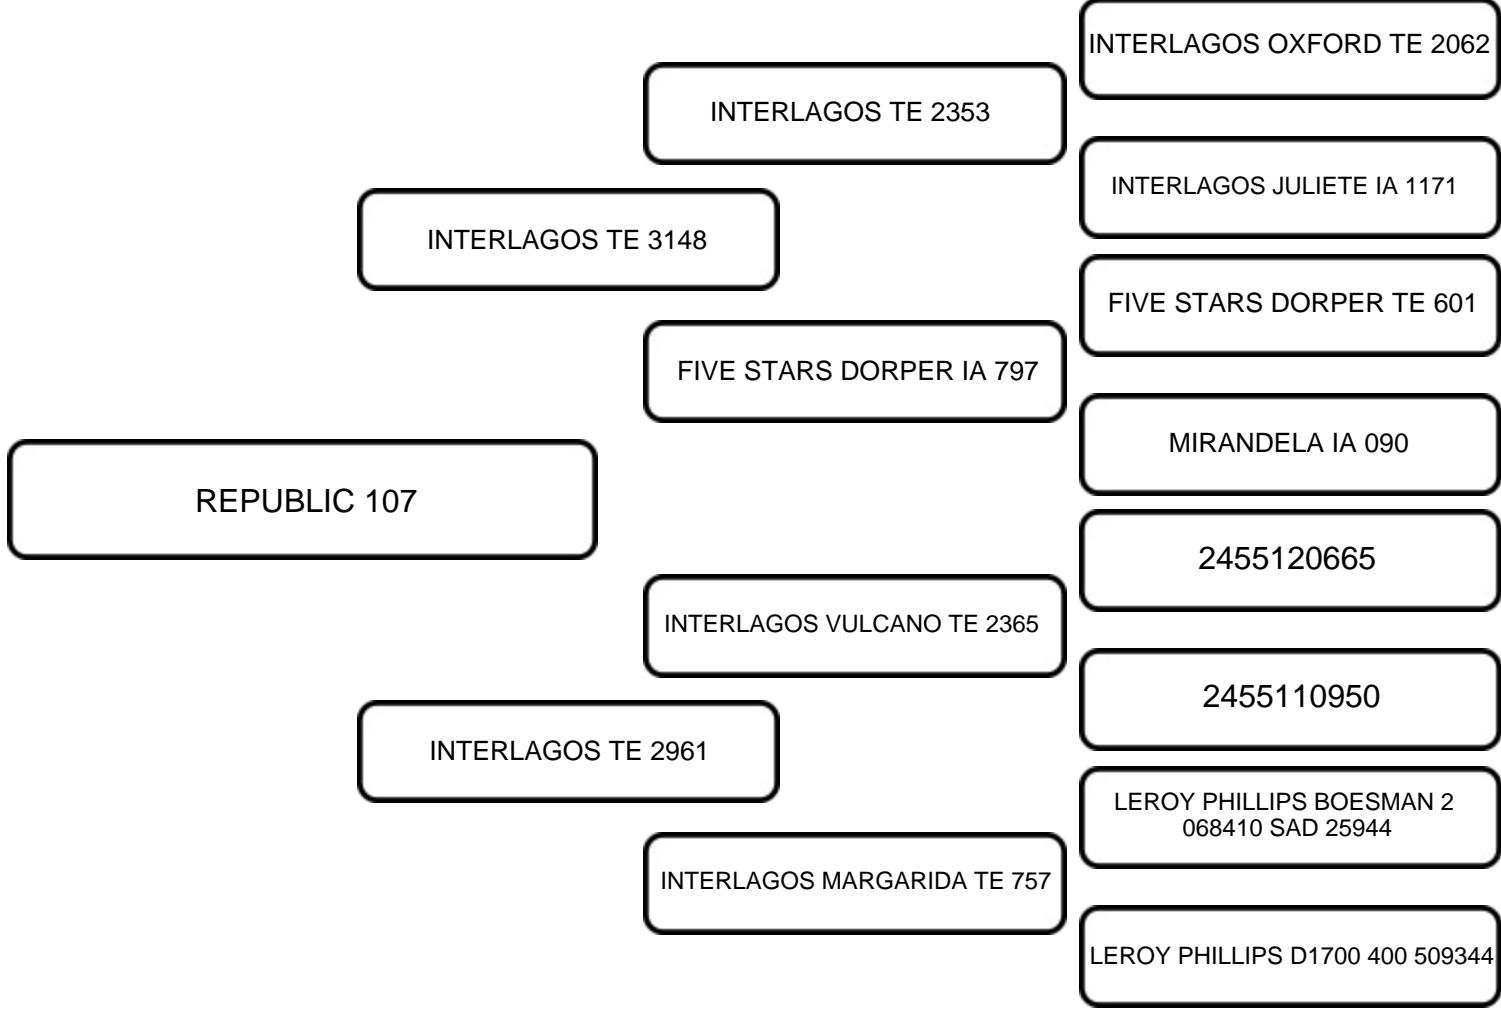 INTERLAGOS OXFORD TE 2062
INTERLAGOS TE 2353
INTERLAGOS JULIETE IA 1171
INTERLAGOS TE 3148
FIVE STARS DORPER TE 601
FIVE STARS DORPER IA 797
MIRANDELA IA 090
REPUBLIC 107
2455120665
INTERLAGOS VULCANO TE 2365
2455110950
INTERLAGOS TE 2961
LEROY PHILLIPS BOESMAN 2
068410 SAD 25944
INTERLAGOS MARGARIDA TE 757
LEROY PHILLIPS D1700 400 509344